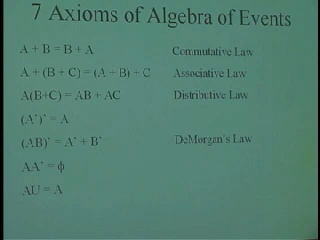 7 Axioms of Algebra of Events
A + B = B + A Commutative Law
A + (B + C) = (A + B) + C Associative Law
A(B+C) = AB + AC Distributive Law
(A')' = A
(AB)' = A' + B' DeMorgan's Law
AA' = ϕ
AU = A